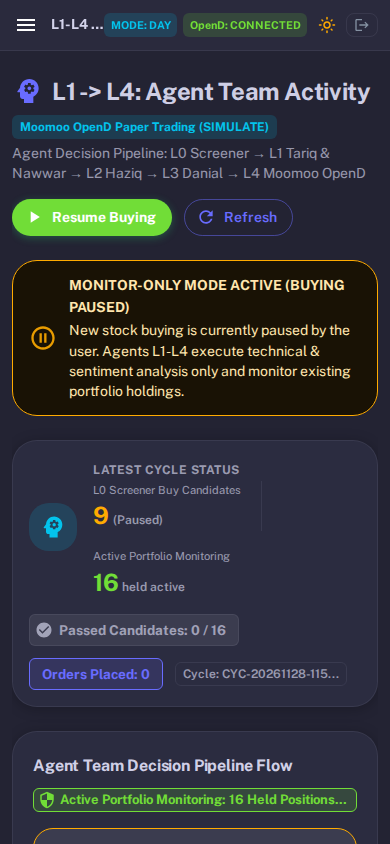 L1-L4 ...
MODE: DAY
OpenD: CONNECTED
L1 -> L4: Agent Team Activity
Moomoo OpenD Paper Trading (SIMULATE)
Agent Decision Pipeline: L0 Screener → L1 Tariq &
Nawwar → L2 Haziq → L3 Danial → L4 Moomoo OpenD
Resume Buying
Refresh
MONITOR-ONLY MODE ACTIVE (BUYING
PAUSED)
New stock buying is currently paused by the
user. Agents L1-L4 execute technical &
sentiment analysis only and monitor existing
portfolio holdings.
LATEST CYCLE STATUS
L0 Screener Buy Candidates
9 (Paused)
Active Portfolio Monitoring
16 held active
Passed Candidates: 0 / 16
Orders Placed: 0
Cycle: CYC-20261128-115...
Agent Team Decision Pipeline Flow
Active Portfolio Monitoring: 16 Held Positions...